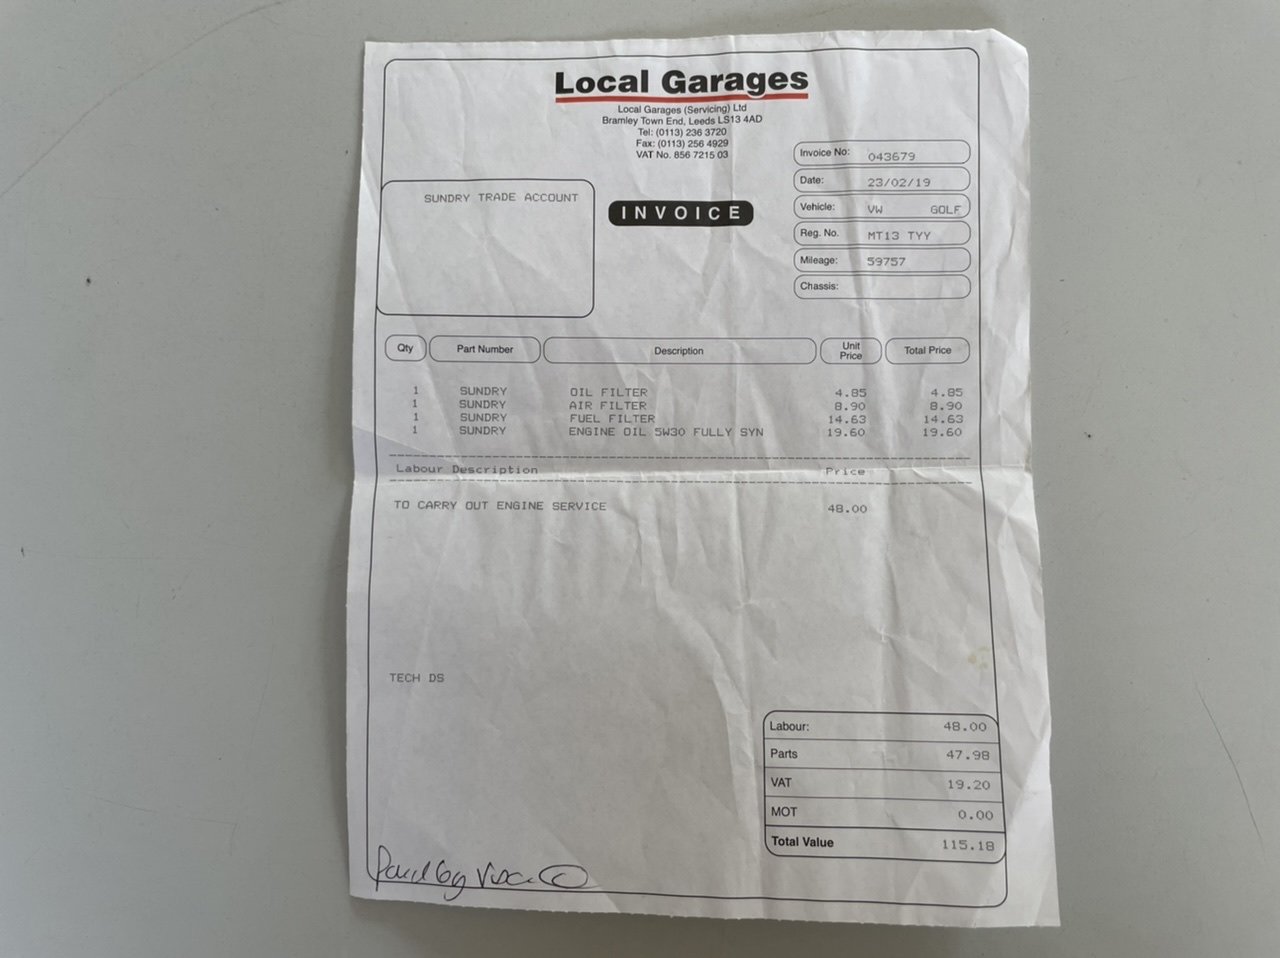 Local Garages
Local Garages (Servicing) Ltd
Bramley Town End, Leeds LS13 4AD
Tel: (0113) 236 3720
Fax: (0113) 256 4929
VAT No. 856 7215 03
Invoice No: 043679
Date: 23/02/19
Vehicle: VW GOLF
Reg. No. MT13 TYY
Mileage: 59757
Chassis:
SUNDRY TRADE ACCOUNT
INVOICE
Qty Part Number Description Unit Price Total Price
1 SUNDRY OIL FILTER 4.85 4.85
1 SUNDRY AIR FILTER 8.90 8.90
1 SUNDRY FUEL FILTER 14.63 14.63
1 SUNDRY ENGINE OIL 5W30 FULLY SYN 19.60 19.60
Labour Description Price
TO CARRY OUT ENGINE SERVICE 48.00
TECH DS
Labour: 48.00
Parts 47.98
VAT 19.20
MOT 0.00
Total Value 115.18
Paid by Visa